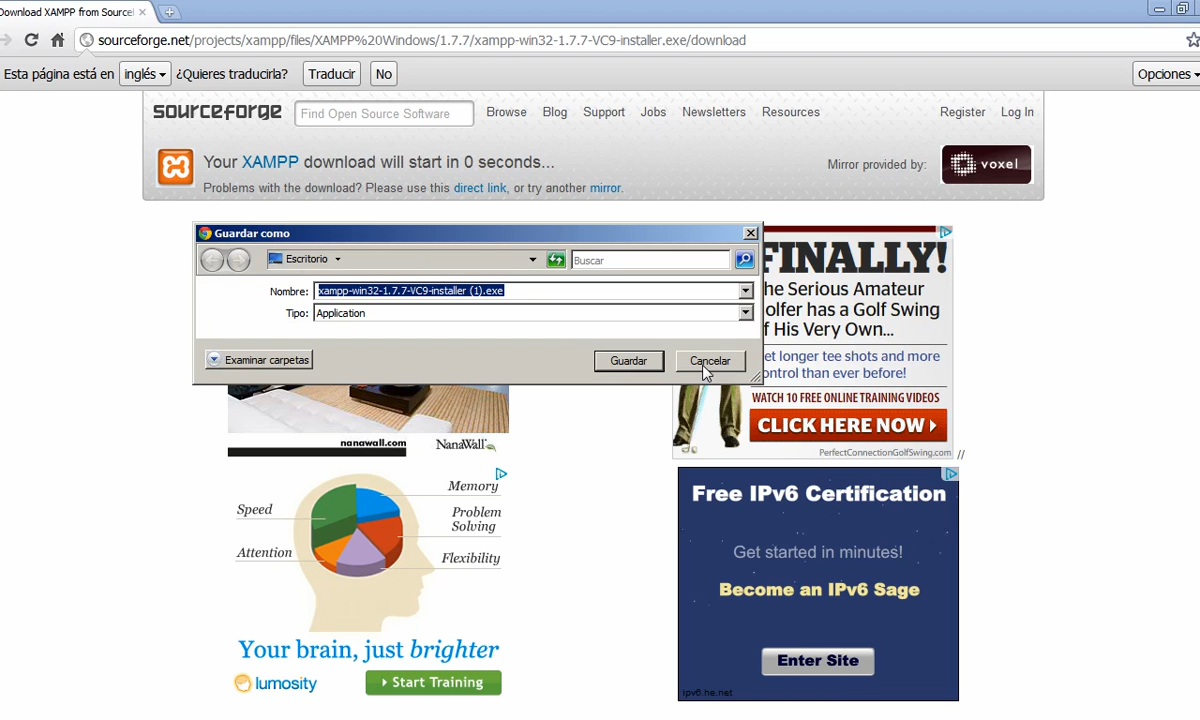 Download XAMPP from Source
sourceforge.net/projects/xampp/files/XAMPP%20Windows/1.7.7/xampp-win32-1.7.7-VC9-installer.exe/download
Esta página está en inglés ¿Quieres traducirla? Traducir No Opciones
sourceforge Find Open Source Software Browse Blog Support Jobs Newsletters Resources Register Log In
Your XAMPP download will start in 0 seconds...
Mirror provided by: voxel
Problems with the download? Please use this direct link, or try another mirror.
Guardar como
Escritorio Buscar
Nombre: xampp-win32-1.7.7-VC9-installer (1).exe
Tipo: Application
Examinar carpetas Guardar Cancelar
FINALLY!
he Serious Amateur
olfer has a Golf Swing
f His Very Own...
et longer tee shots and more
ontrol than ever before!
WATCH 10 FREE ONLINE TRAINING VIDEOS
CLICK HERE NOW
PerfectConnectionGolfSwing.com
//
nanawall.com NanaWall
Memory
Speed
Problem
Solving
Attention
Flexibility
Your brain, just brighter
lumosity Start Training
Free IPv6 Certification
Get started in minutes!
Become an IPv6 Sage
Enter Site
ipv6.he.net